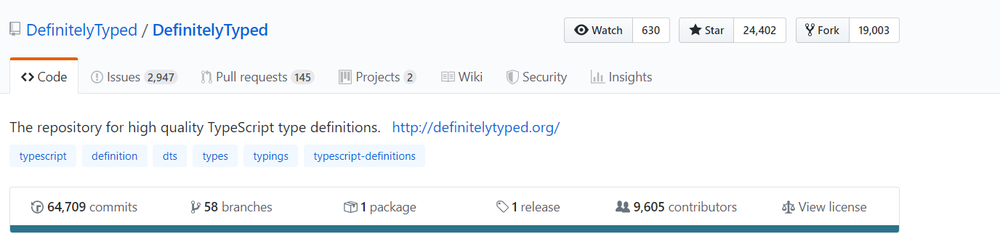 DefinitelyTyped / DefinitelyTyped Watch 630 Star 24,402 Fork 19,003
Code Issues 2,947 Pull requests 145 Projects 2 Wiki Security Insights
The repository for high quality TypeScript type definitions. http://definitelytyped.org/
typescript definition dts types typings typescript-definitions
64,709 commits 58 branches 1 package 1 release 9,605 contributors View license